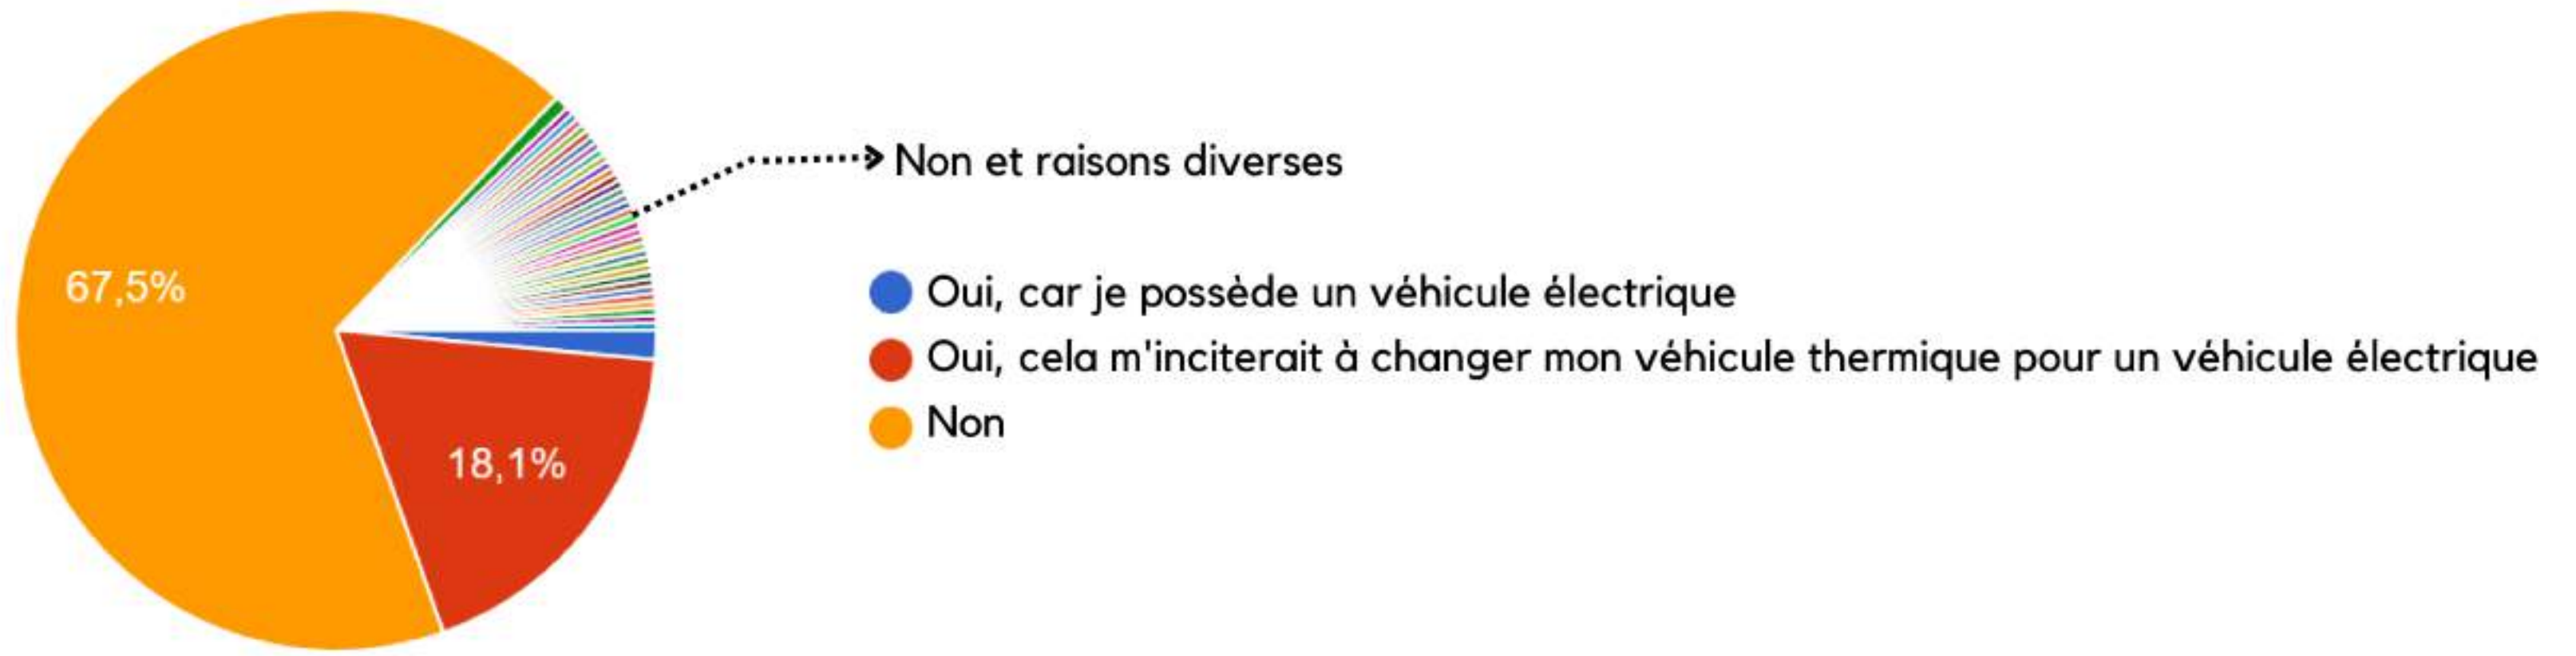 67,5%
18,1%
Non et raisons diverses
Oui, car je possède un véhicule électrique
Oui, cela m'inciterait à changer mon véhicule thermique pour un véhicule électrique
Non